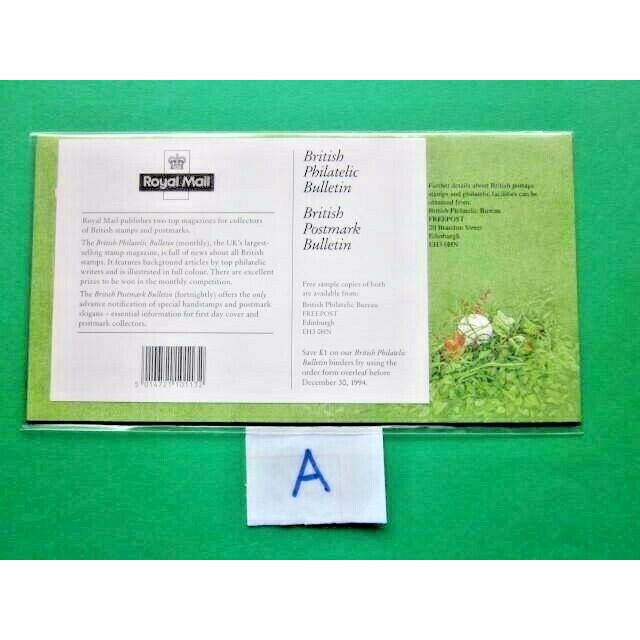 Royal Mail
Royal Mail publishes two top magazines for collectors
of British stamps and postmarks.
The British Philatelic Bulletin (monthly), the UK's largest-
selling stamp magazine, is full of news about all British
stamps. It features background articles by top philatelic
writers and is illustrated in full colour. There are excellent
prizes to be won in the monthly competition.
The British Postmark Bulletin (fortnightly) offers the only
advance notification of special handstamps and postmark
slogans – essential information for first day cover and
postmark collectors.
5 014721 101132
British
Philatelic
Bulletin
British
Postmark
Bulletin
Free sample copies of both
are available from:
British Philatelic Bureau
FREEPOST
Edinburgh
EH3 0HN
Save £1 on our British Philatelic
Bulletin binders by using the
order form overleaf before
December 30, 1994.
Further details about British postage
stamps and philatelic facilities can be
obtained from:
British Philatelic Bureau
FREEPOST
20 Brandon Street
Edinburgh
EH3 0HN
A